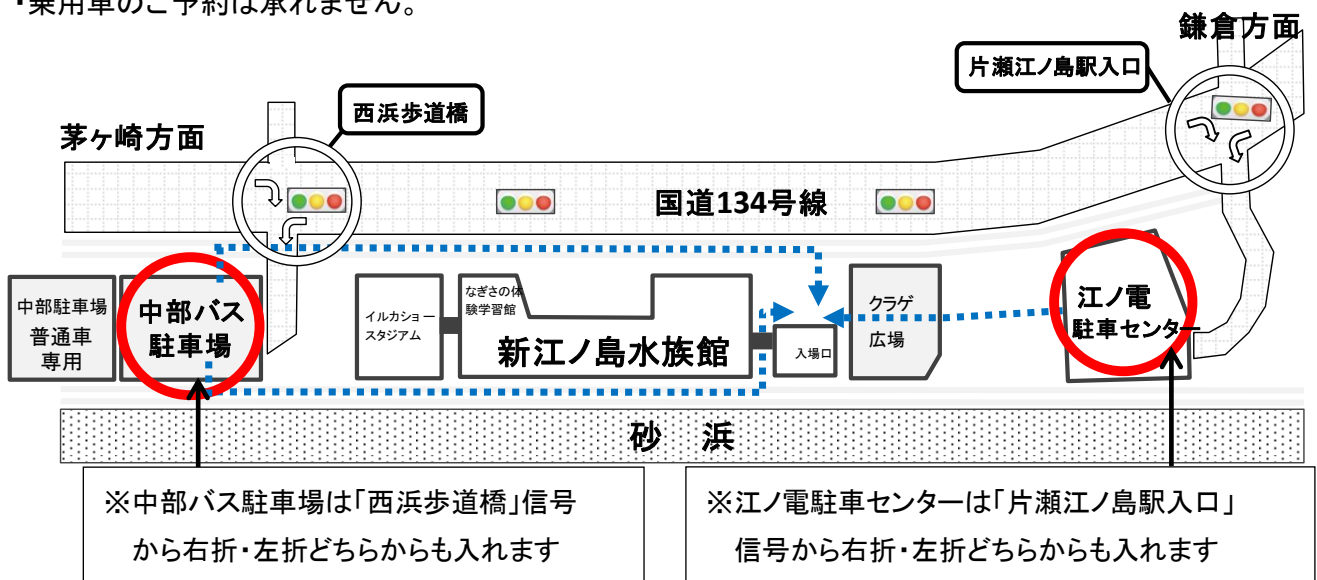 ・乗用車のご予約は承れません。
鎌倉方面
片瀬江ノ島駅入口
西浜歩道橋
茅ヶ崎方面
国道134号線
中部駐車場
普通車
専用
中部バス
駐車場
イルカショー
スタジアム
なぎさの体
験学習館
新江ノ島水族館
入場口
クラゲ
広場
江ノ電
駐車センター
砂 浜
※中部バス駐車場は「西浜歩道橋」信号
から右折・左折どちらからも入れます
※江ノ電駐車センターは「片瀬江ノ島駅入口」
信号から右折・左折どちらからも入れます